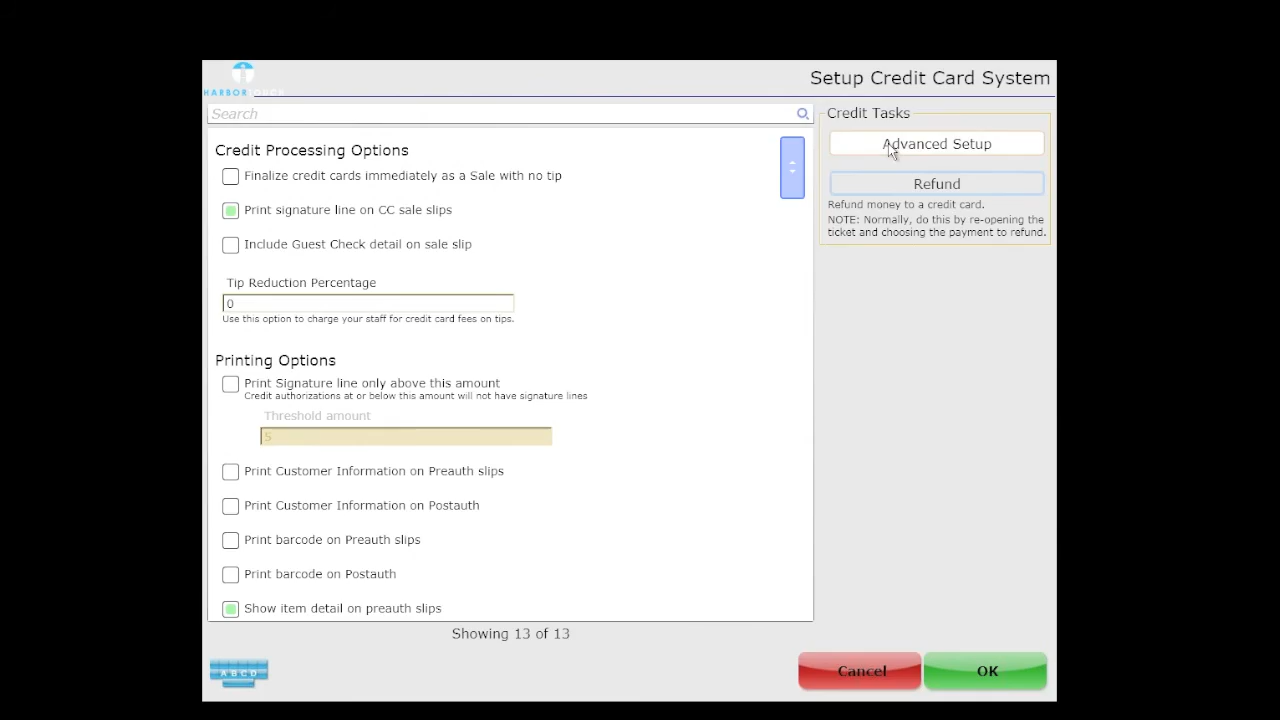 HARBORTOUCH
Setup Credit Card System
Search
Credit Processing Options
Finalize credit cards immediately as a Sale with no tip
Print signature line on CC sale slips
Include Guest Check detail on sale slip
Tip Reduction Percentage
0
Use this option to charge your staff for credit card fees on tips.
Printing Options
Print Signature line only above this amount
Credit authorizations at or below this amount will not have signature lines
Threshold amount
5
Print Customer Information on Preauth slips
Print Customer Information on Postauth
Print barcode on Preauth slips
Print barcode on Postauth
Show item detail on preauth slips
Showing 13 of 13
Credit Tasks
Advanced Setup
Refund
Refund money to a credit card.
NOTE: Normally, do this by re-opening the
ticket and choosing the payment to refund.
ABCD
Cancel
OK